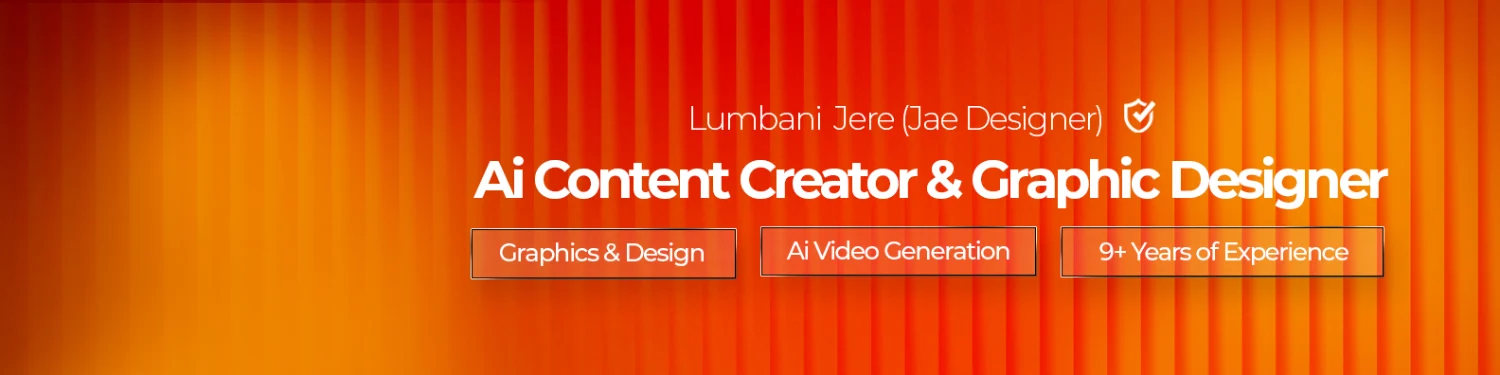 Lumbani Jere (Jae Designer)
Ai Content Creator & Graphic Designer
Graphics & Design
Ai Video Generation
9+ Years of Experience